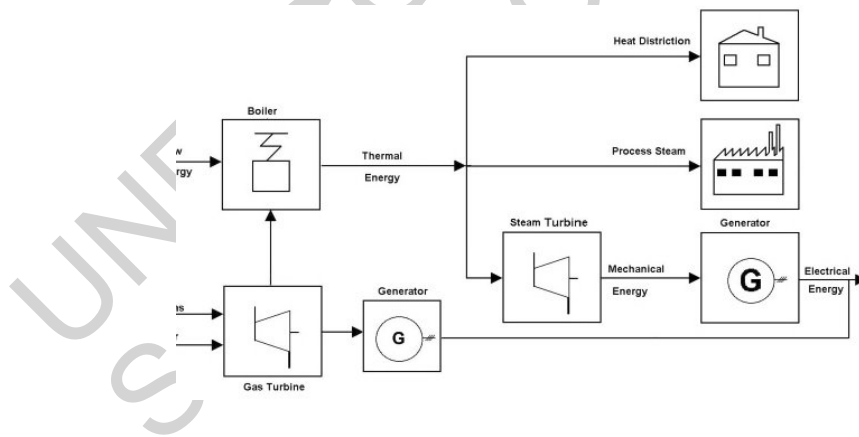 Heat Distriction
Boiler
Thermal
Energy
Process Steam
Steam Turbine
Generator
Mechanical
Energy
G
Electrical
Energy
Generator
G
Gas Turbine